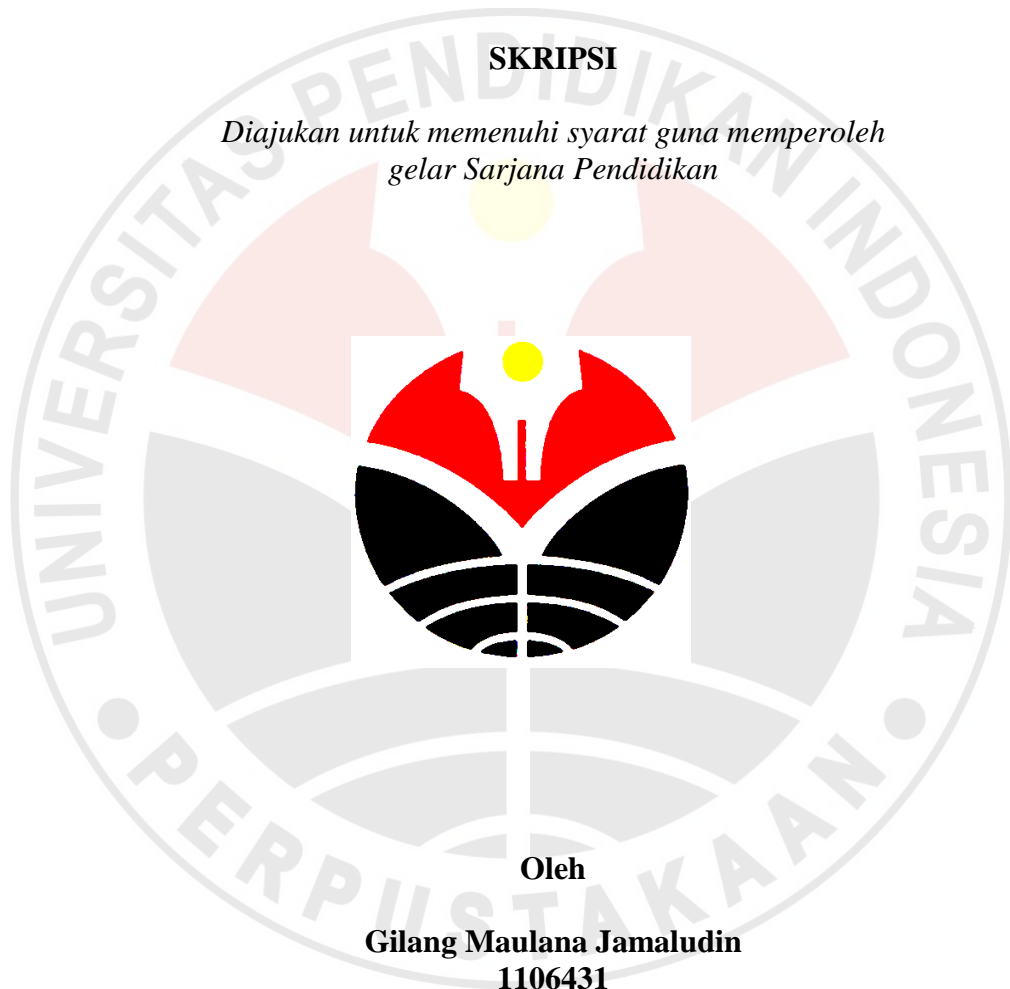 SKRIPSI
Diajukan untuk memenuhi syarat guna memperoleh
gelar Sarjana Pendidikan
UNIVERSITAS PENDIDIKAN INDONESIA
PERPUSTAKAAN
Oleh
Gilang Maulana Jamaludin
1106431